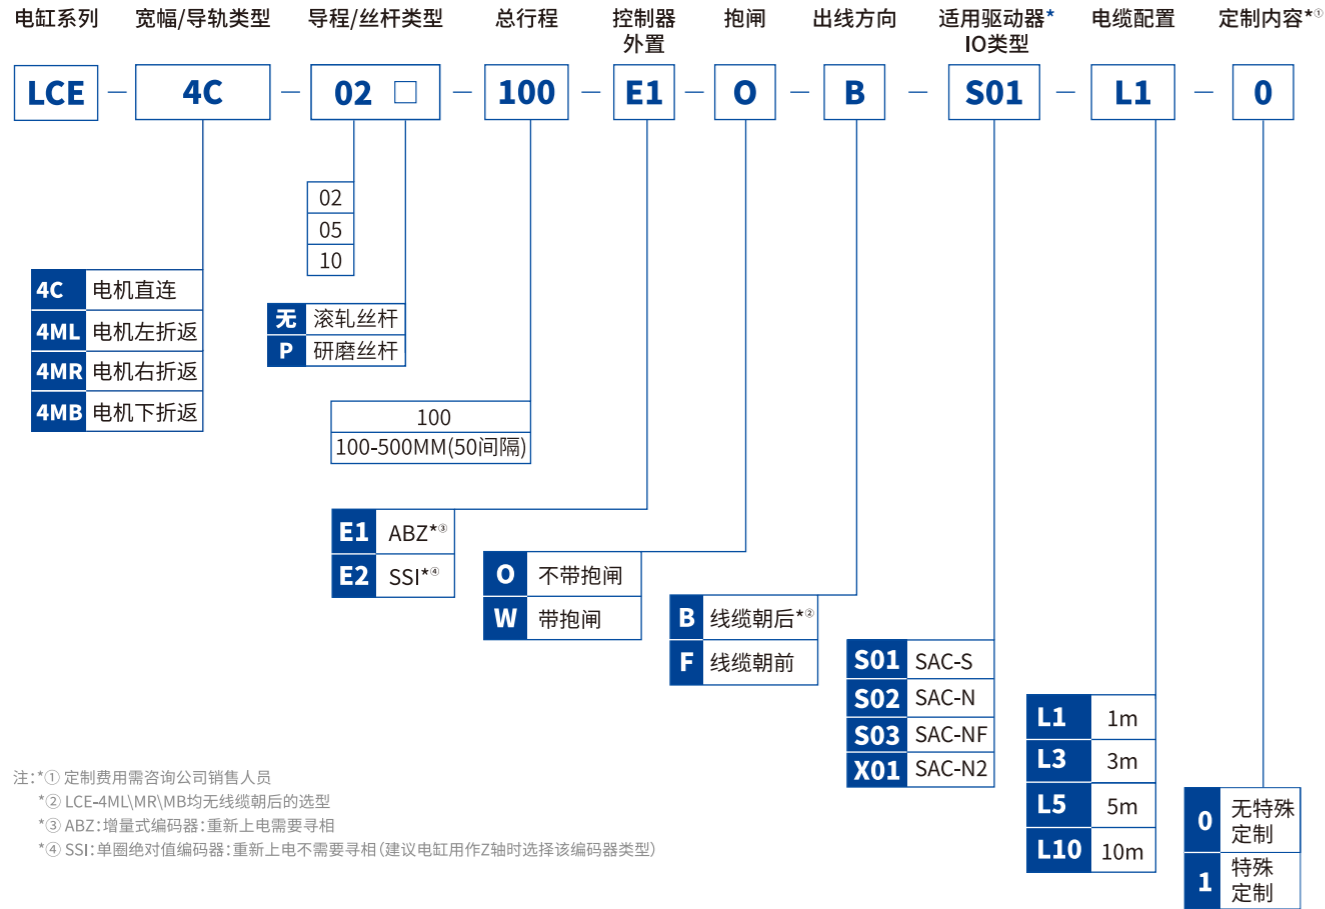 电缸系列 宽幅/导轨类型 导程/丝杆类型 总行程 控制器 抱闸 出线方向 适用驱动器* 电缆配置 定制内容*①
外置 IO类型
LCE — 4C — 02 □ — 100 — E1 — O — B — S01 — L1 — 0
02
05
10
4C 电机直连
4ML 电机左折返
4MR 电机右折返
4MB 电机下折返
无 滚轧丝杆
P 研磨丝杆
100
100-500MM(50间隔)
E1 ABZ*③
E2 SSI*④
O 不带抱闸
W 带抱闸
B 线缆朝后*②
F 线缆朝前
S01 SAC-S
S02 SAC-N
S03 SAC-NF
X01 SAC-N2
L1 1m
L3 3m
L5 5m
L10 10m
0 无特殊
定制
1 特殊
定制
注:*① 定制费用需咨询公司销售人员
*② LCE-4ML\MR\MB均无线缆朝后的选型
*③ ABZ:增量式编码器:重新上电需要寻相
*④ SSI:单圈绝对值编码器:重新上电不需要寻相(建议电缸用作Z轴时选择该编码器类型)